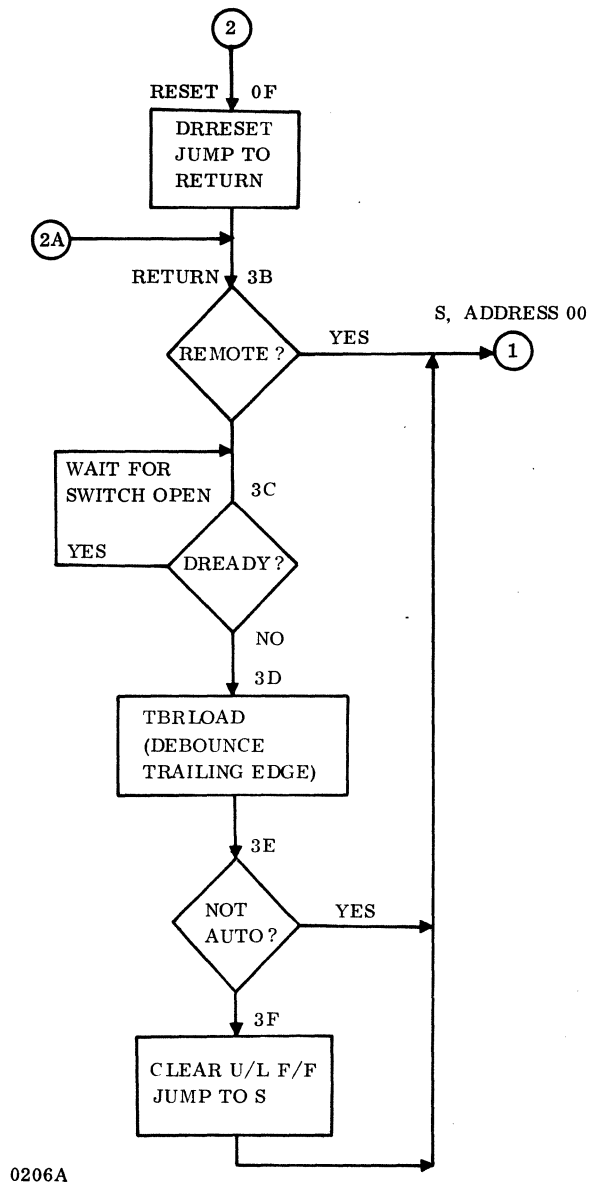 2
RESET 0F
DRRESET
JUMP TO
RETURN
2A
RETURN 3B
S, ADDRESS 00
REMOTE?
YES
1
WAIT FOR
SWITCH OPEN
3C
YES
DREADY?
NO
3D
TBRLOAD
(DEBOUNCE
TRAILING EDGE)
3E
NOT
AUTO?
YES
3F
CLEAR U/L F/F
JUMP TO S
0206A